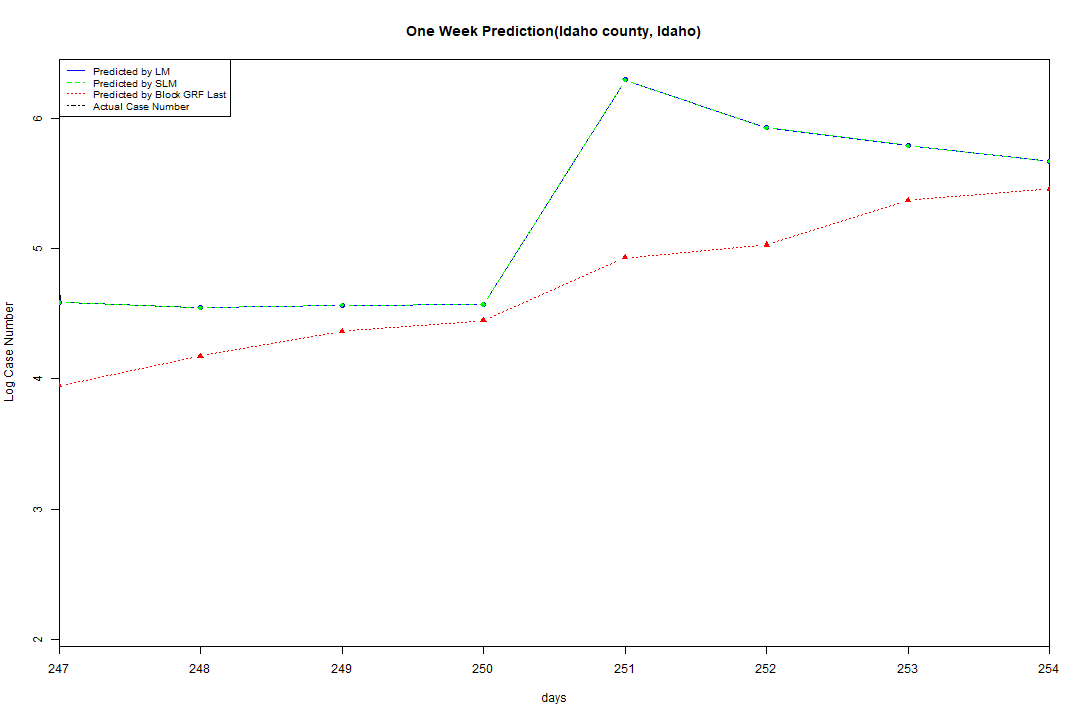 One Week Prediction(Idaho county, Idaho)
Predicted by LM
Predicted by SLM
Predicted by Block GRF Last
Actual Case Number
6
5
4
3
2
Log Case Number
247 248 249 250 251 252 253 254
days